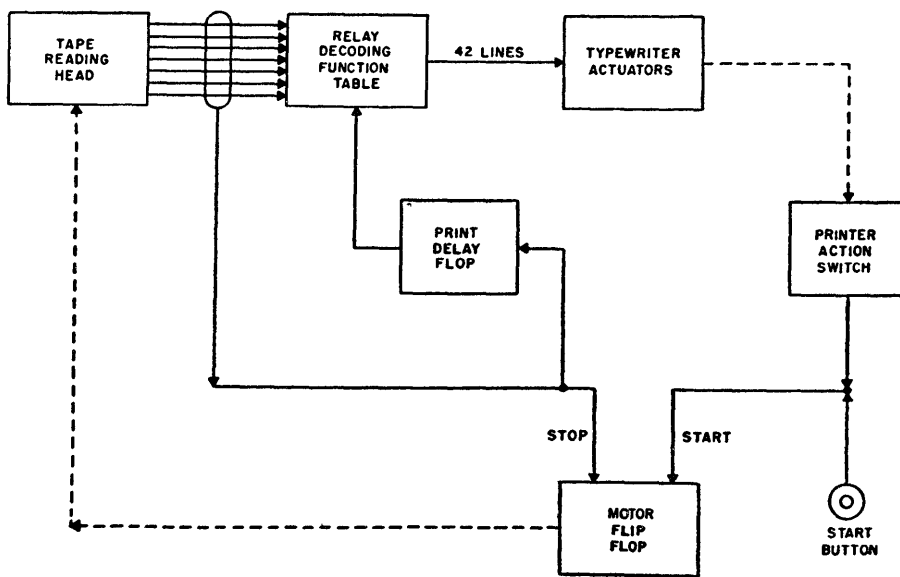 TAPE
READING
HEAD
RELAY
DECODING
FUNCTION
TABLE
42 LINES
TYPEWRITER
ACTUATORS
PRINT
DELAY
FLOP
PRINTER
ACTION
SWITCH
STOP
START
MOTOR
FLIP
FLOP
START
BUTTON